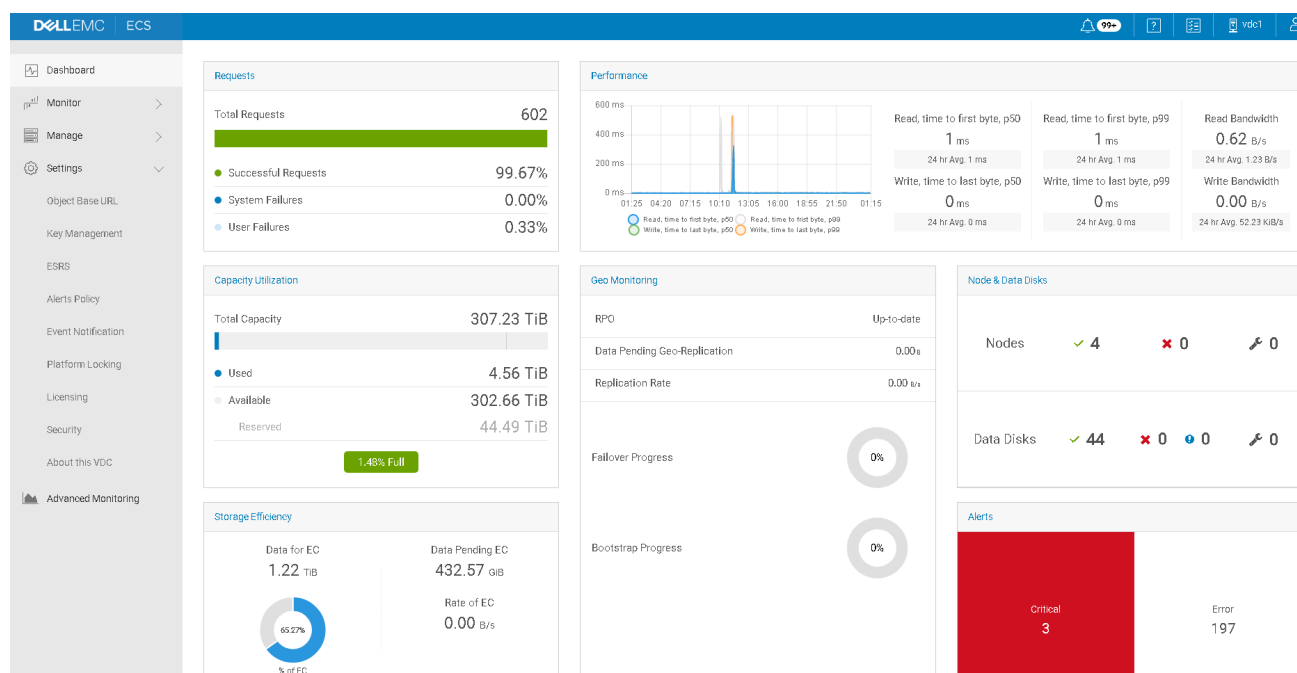 DELLEMC ECS
99+
?
vdc1
Dashboard
Monitor
Manage
Settings
Object Base URL
Key Management
ESRS
Alerts Policy
Event Notification
Platform Locking
Licensing
Security
About this VDC
Advanced Monitoring
Requests
Total Requests 602
Successful Requests 99.67%
System Failures 0.00%
User Failures 0.33%
Performance
600 ms
400 ms
200 ms
0 ms
01:25 04:20 07:15 10:10 13:05 16:00 18:55 21:50 01:15
Read, time to first byte, p50 Read, time to first byte, p99
Write, time to last byte, p50 Write, time to last byte, p99
Read, time to first byte, p50 Read, time to first byte, p99 Read Bandwidth
1 ms 1 ms 0.62 B/s
24 hr Avg. 1 ms 24 hr Avg. 1 ms 24 hr Avg. 1.23 B/s
Write, time to last byte, p50 Write, time to last byte, p99 Write Bandwidth
0 ms 0 ms 0.00 B/s
24 hr Avg. 0 ms 24 hr Avg. 0 ms 24 hr Avg. 52.23 KiB/s
Capacity Utilization
Total Capacity 307.23 TiB
Used 4.56 TiB
Available 302.66 TiB
Reserved 44.49 TiB
1.48% Full
Geo Monitoring
RPO Up-to-date
Data Pending Geo-Replication 0.00 B
Replication Rate 0.00 B/s
Failover Progress 0%
Bootstrap Progress 0%
Node & Data Disks
Nodes 4 0 0
Data Disks 44 0 0 0
Storage Efficiency
Data for EC Data Pending EC
1.22 TiB 432.57 GiB
Rate of EC
0.00 B/s
65.27%
% of EC
Alerts
Critical Error
3 197